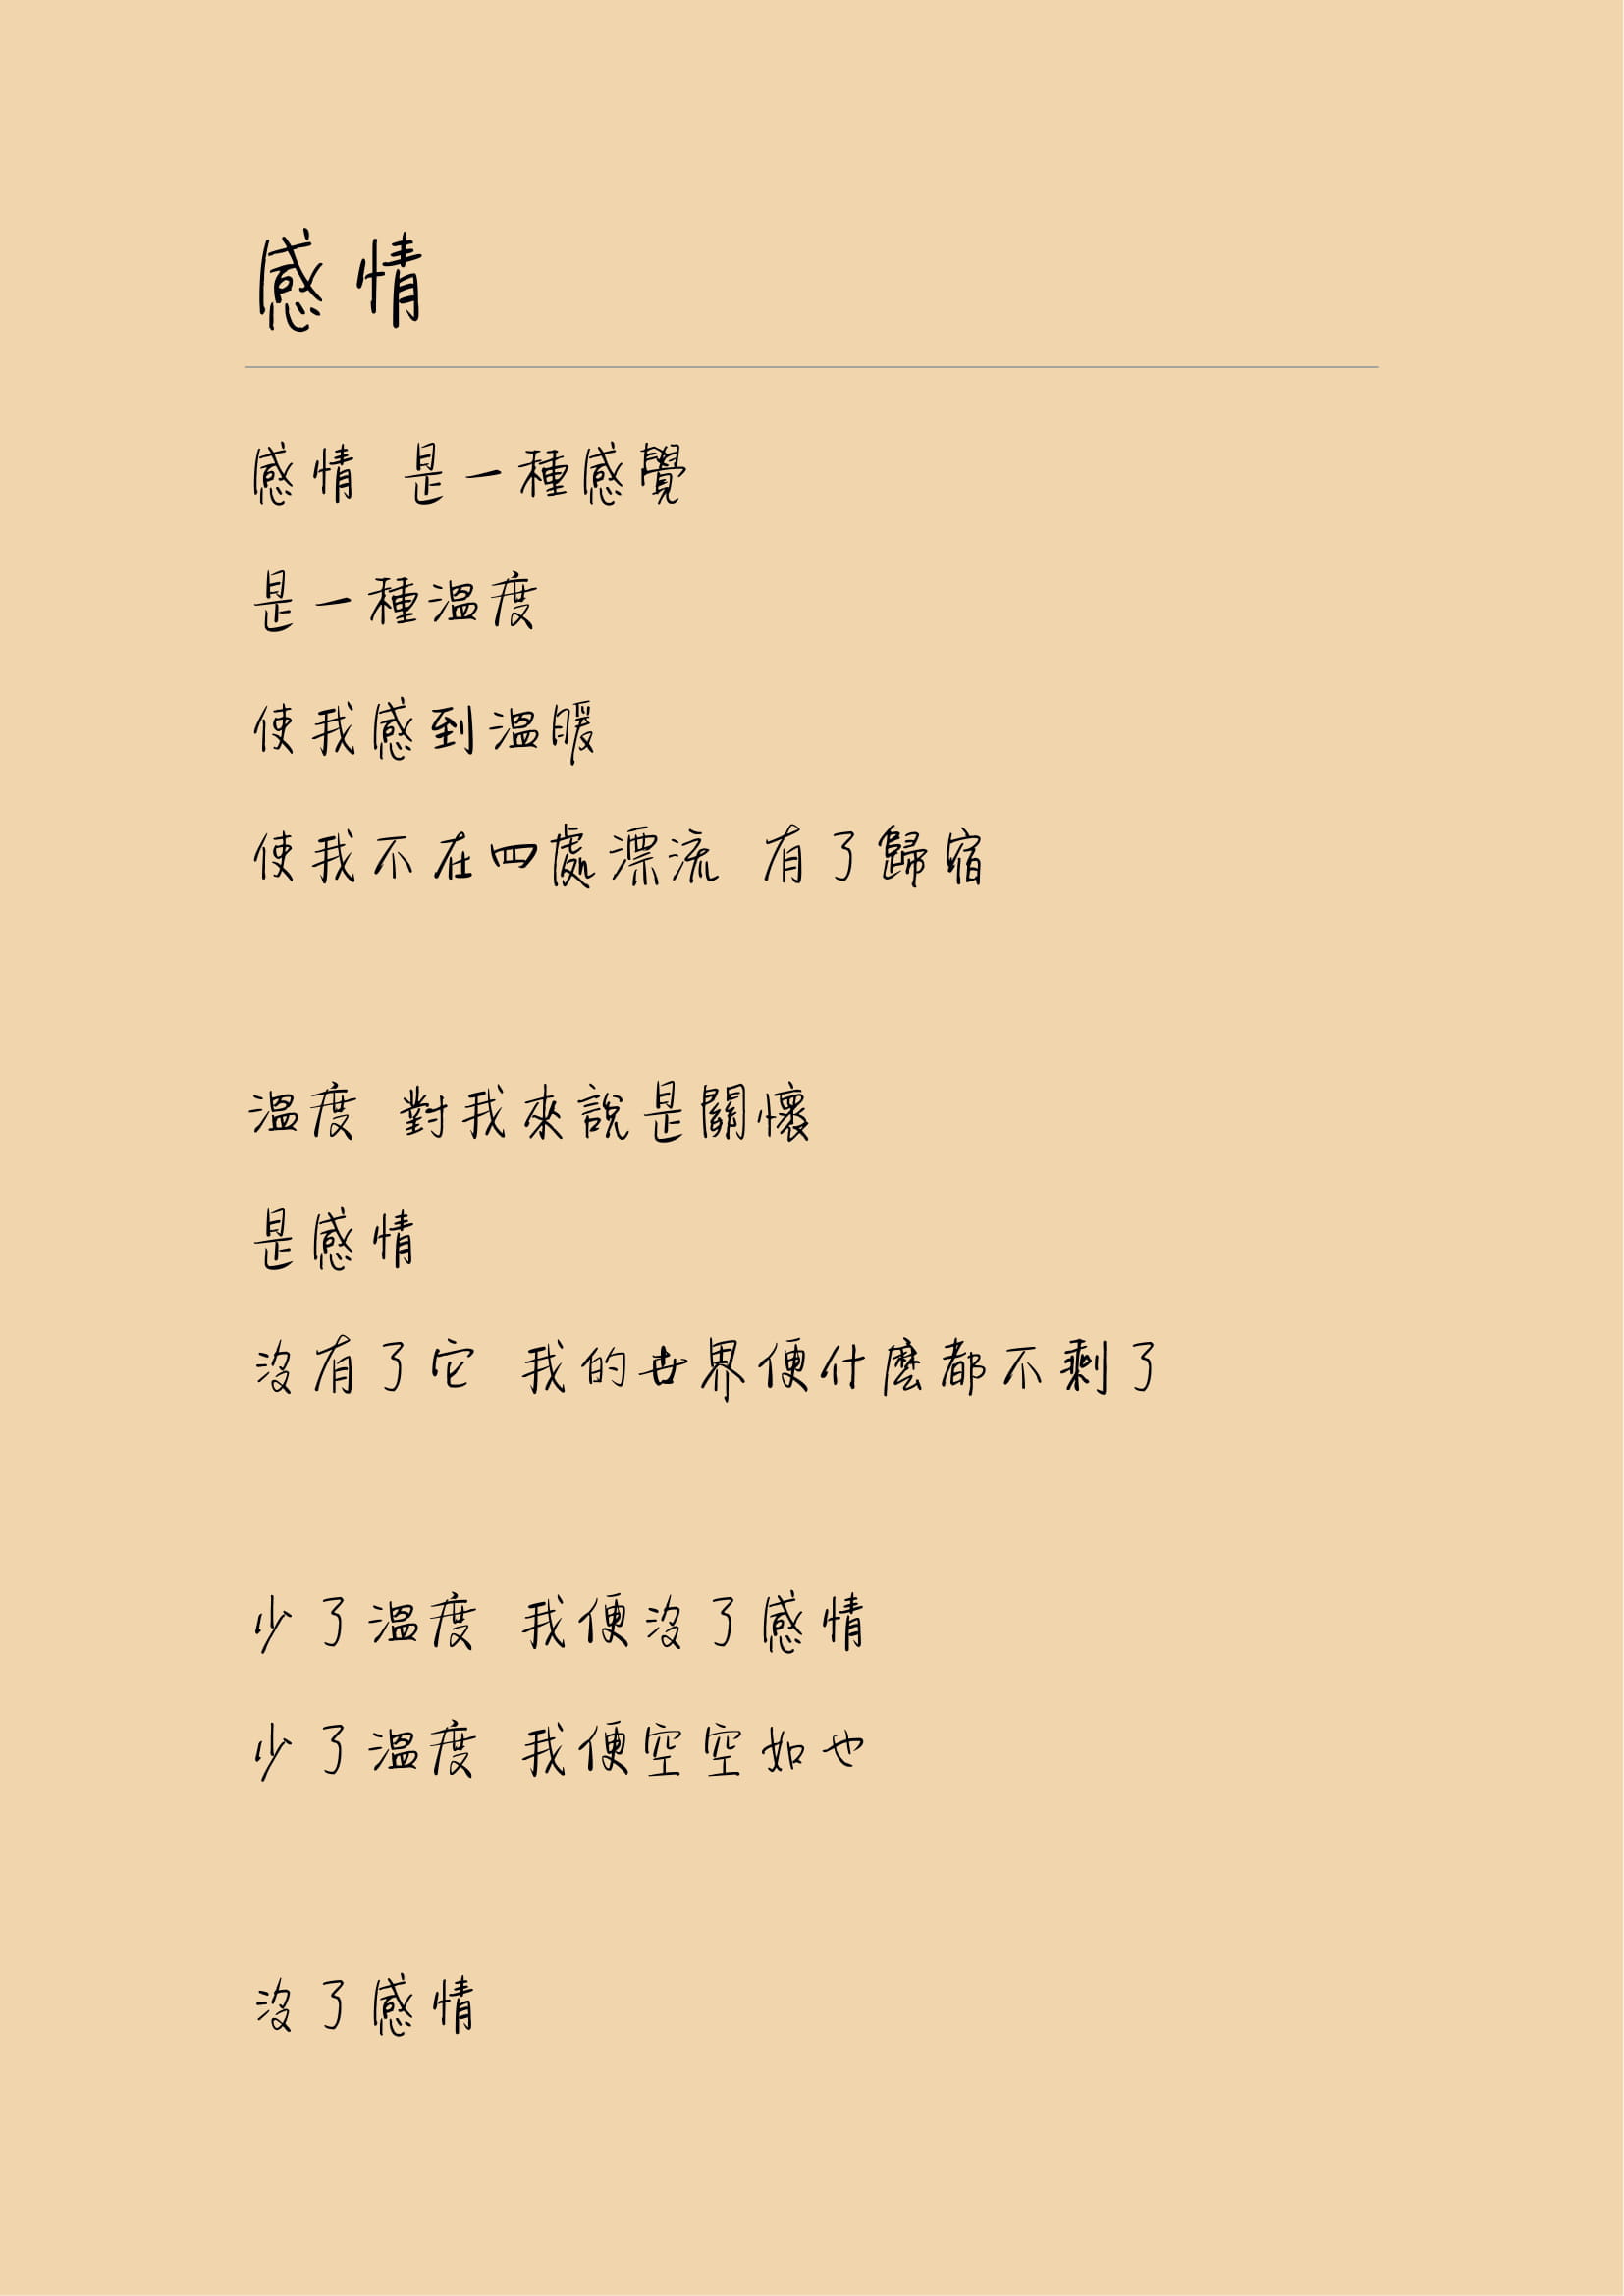 感情
感情 是一種感覺
是一種溫度
使我感到溫暖
使我不在四處漂流 有了歸宿
溫度 對我來說是關懷
是感情
沒有了它 我的世界便什麼都不剩了
少了溫度 我便沒了感情
少了溫度 我便空空如也
沒了感情